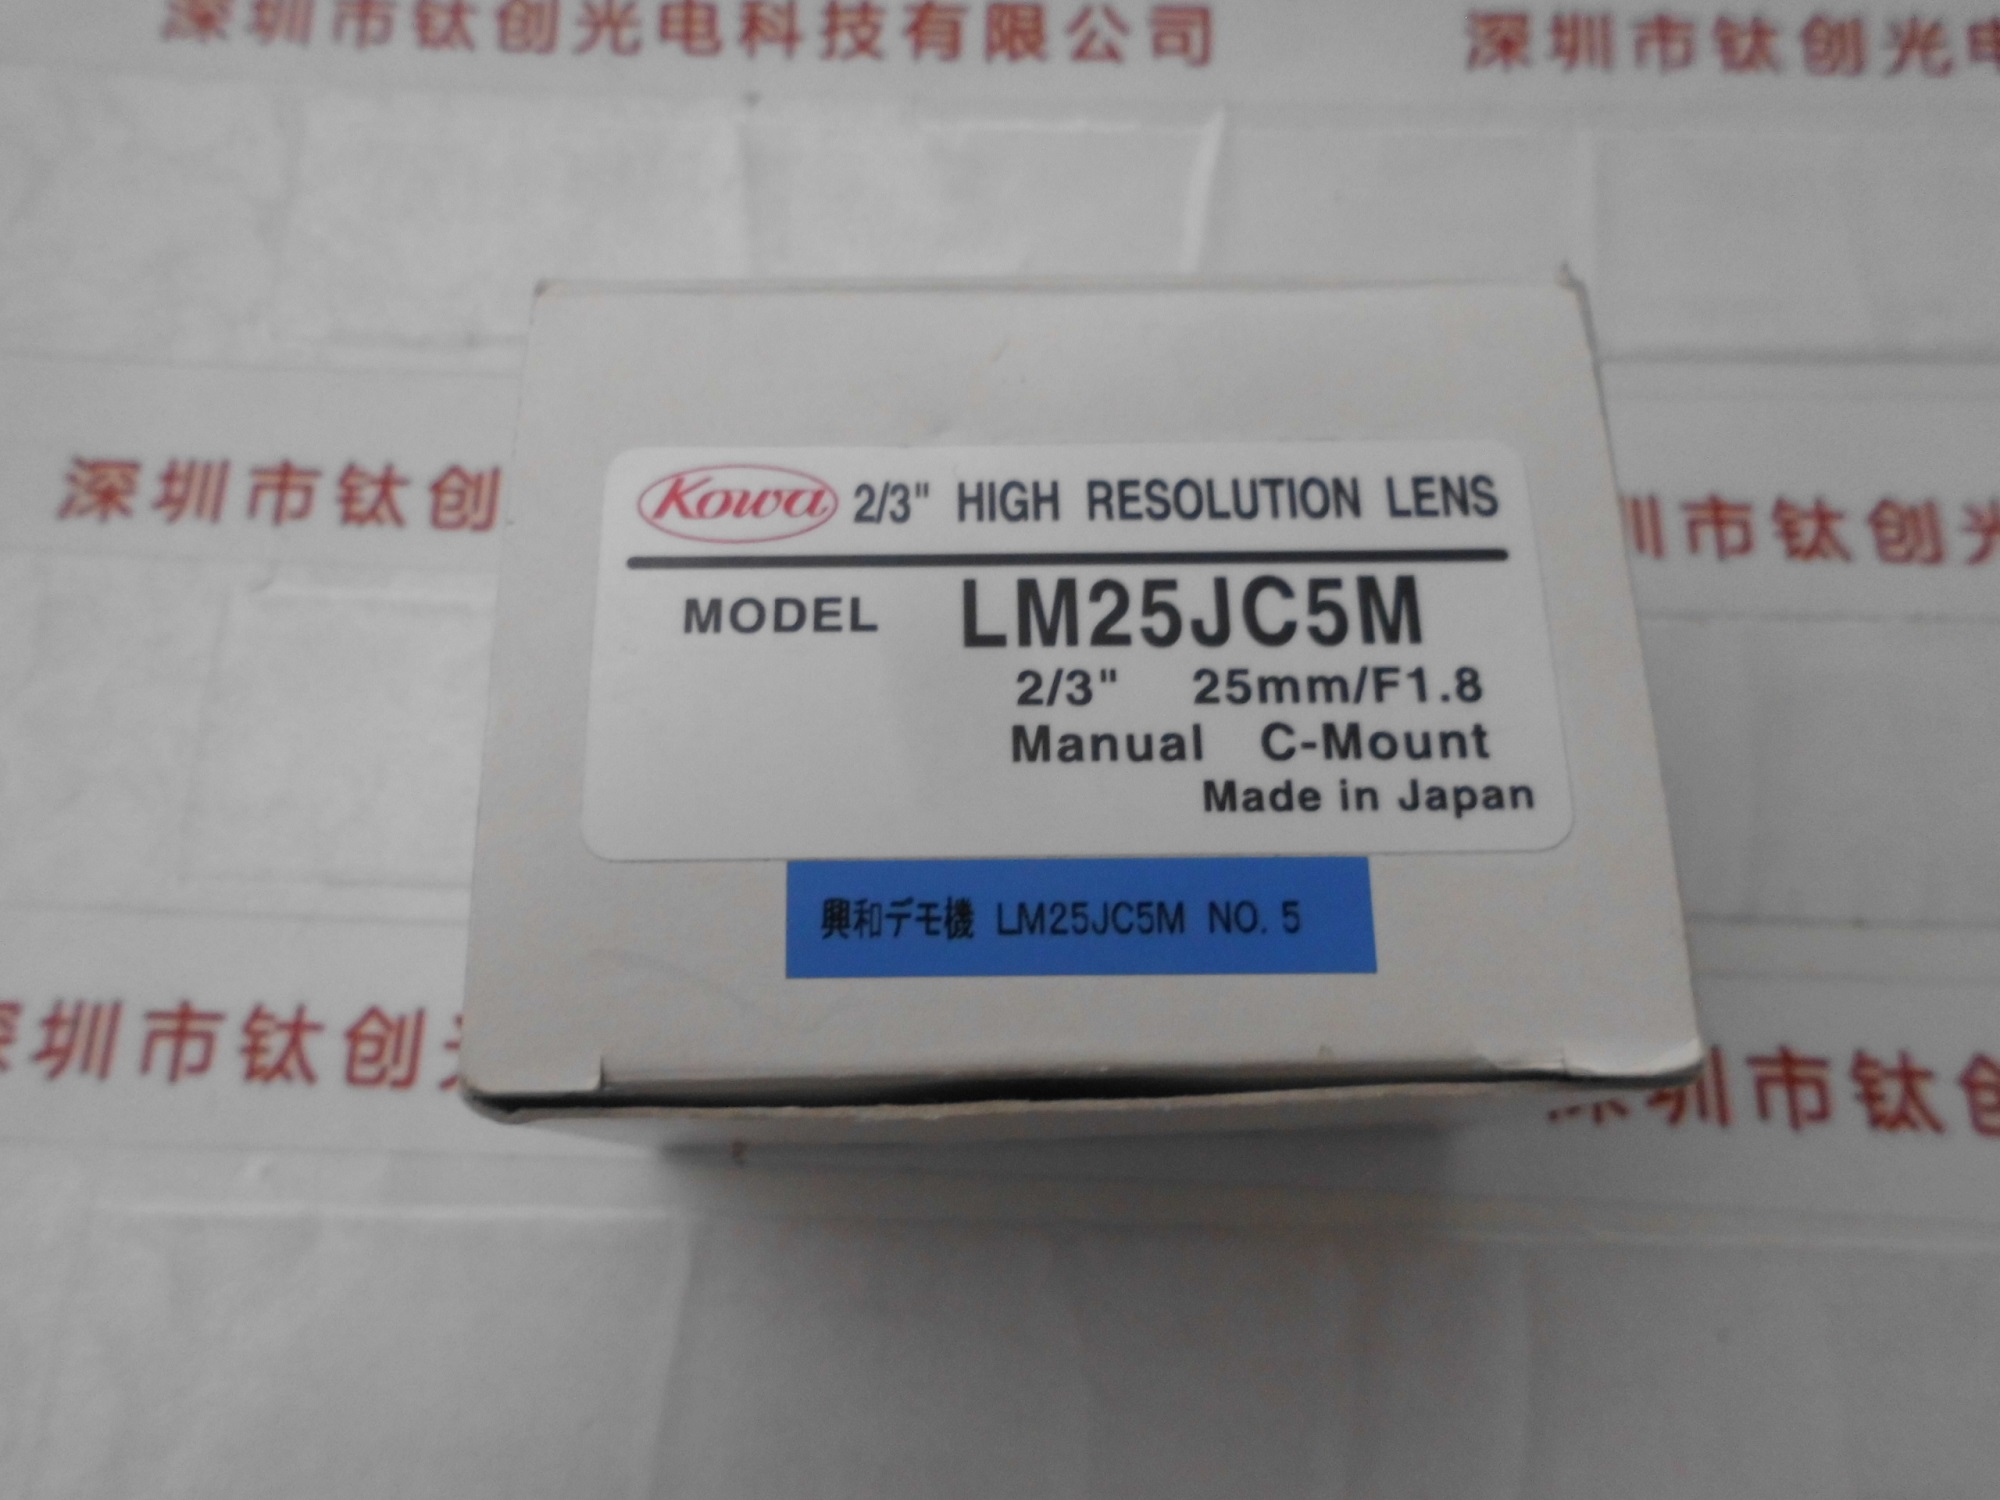 深圳市钛创光电科技有限公司 深圳市钛创光电
深圳市钛创
圳市钛创光
Kowa 2/3" HIGH RESOLUTION LENS
MODEL LM25JC5M
2/3" 25mm/F1.8
Manual C-Mount
Made in Japan
興和デモ機 LM25JC5M NO. 5
深圳市钛创
深圳市钛创